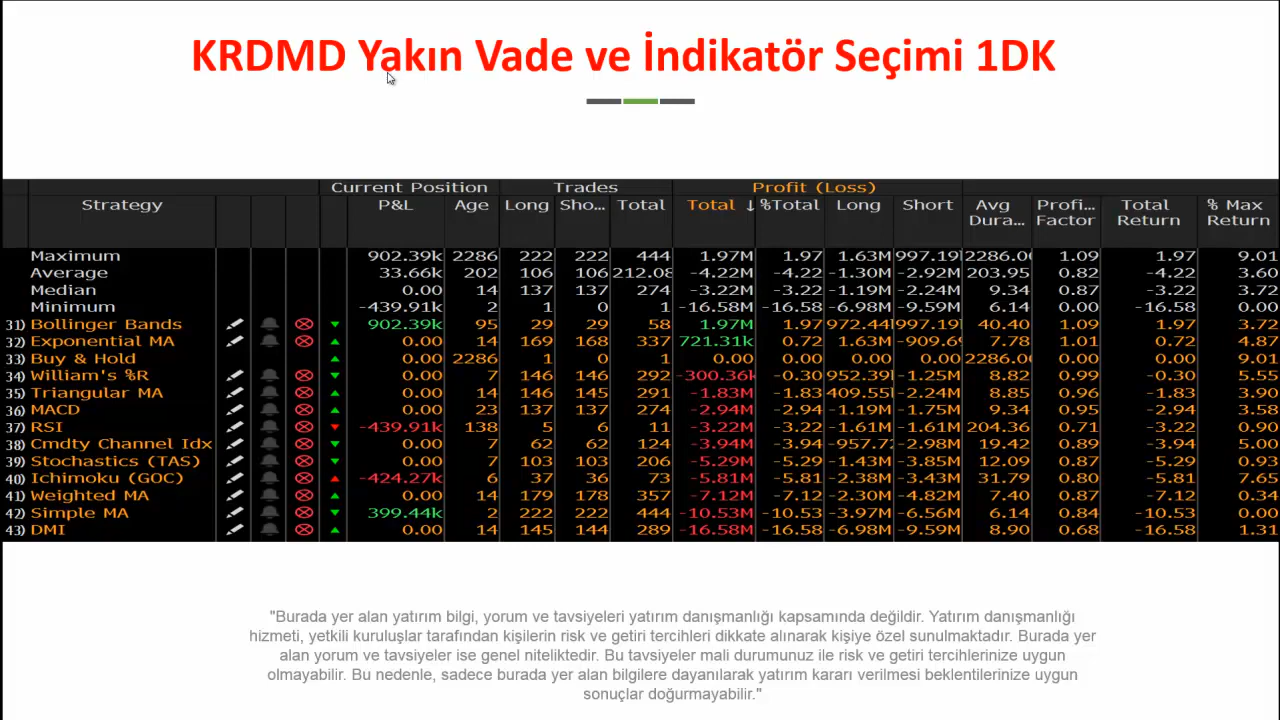 KRDMD Yakın Vade ve İndikatör Seçimi 1DK
Current Position Trades Profit (Loss)
Strategy P&L Age Long Sho... Total Total ↓ %Total Long Short Avg Dura... Profi... Factor Total Return % Max Return
Maximum 902.39k 2286 222 222 444 1.97M 1.97 1.63M 997.19 2286.0 1.09 1.97 9.01
Average 33.66k 202 106 106 212.08 -4.22M -4.22 -1.30M -2.92M 203.95 0.82 -4.22 3.60
Median 0.00 14 137 137 274 -3.22M -3.22 -1.19M -2.24M 9.34 0.87 -3.22 3.72
Minimum -439.91k 2 1 0 1 -16.58M -16.58 -6.98M -9.59M 6.14 0.00 -16.58 0.00
31) Bollinger Bands 902.39k 95 29 29 58 1.97M 1.97 972.44 997.19 40.40 1.09 1.97 3.72
32) Exponential MA 0.00 14 169 168 337 721.31k 0.72 1.63M -909.6 7.78 1.01 0.72 4.87
33) Buy & Hold 0.00 2286 1 0 1 0.00 0.00 0.00 0.00 2286.0 0.00 0.00 9.01
34) William's %R 0.00 7 146 146 292 -300.36k -0.30 952.39 -1.25M 8.82 0.99 -0.30 5.55
35) Triangular MA 0.00 14 146 145 291 -1.83M -1.83 409.55 -2.24M 8.85 0.96 -1.83 3.90
36) MACD 0.00 23 137 137 274 -2.94M -2.94 -1.19M -1.75M 9.34 0.95 -2.94 3.58
37) RSI -439.91k 138 5 6 11 -3.22M -3.22 -1.61M -1.61M 204.36 0.71 -3.22 0.90
38) Cmdty Channel Idx 0.00 7 62 62 124 -3.94M -3.94 -957.7 -2.98M 19.42 0.89 -3.94 5.00
39) Stochastics (TAS) 0.00 7 103 103 206 -5.29M -5.29 -1.43M -3.85M 12.09 0.87 -5.29 0.93
40) Ichimoku (GOC) -424.27k 6 37 36 73 -5.81M -5.81 -2.38M -3.43M 31.79 0.80 -5.81 7.65
41) Weighted MA 0.00 14 179 178 357 -7.12M -7.12 -2.30M -4.82M 7.40 0.87 -7.12 0.34
42) Simple MA 399.44k 2 222 222 444 -10.53M -10.53 -3.97M -6.56M 6.14 0.84 -10.53 0.00
43) DMI 0.00 14 145 144 289 -16.58M -16.58 -6.98M -9.59M 8.90 0.68 -16.58 1.31
"Burada yer alan yatırım bilgi, yorum ve tavsiyeleri yatırım danışmanlığı kapsamında değildir. Yatırım danışmanlığı
hizmeti, yetkili kuruluşlar tarafından kişilerin risk ve getiri tercihleri dikkate alınarak kişiye özel sunulmaktadır. Burada yer
alan yorum ve tavsiyeler ise genel niteliktedir. Bu tavsiyeler mali durumunuz ile risk ve getiri tercihlerinize uygun
olmayabilir. Bu nedenle, sadece burada yer alan bilgilere dayanılarak yatırım kararı verilmesi beklentilerinize uygun
sonuçlar doğurmayabilir."